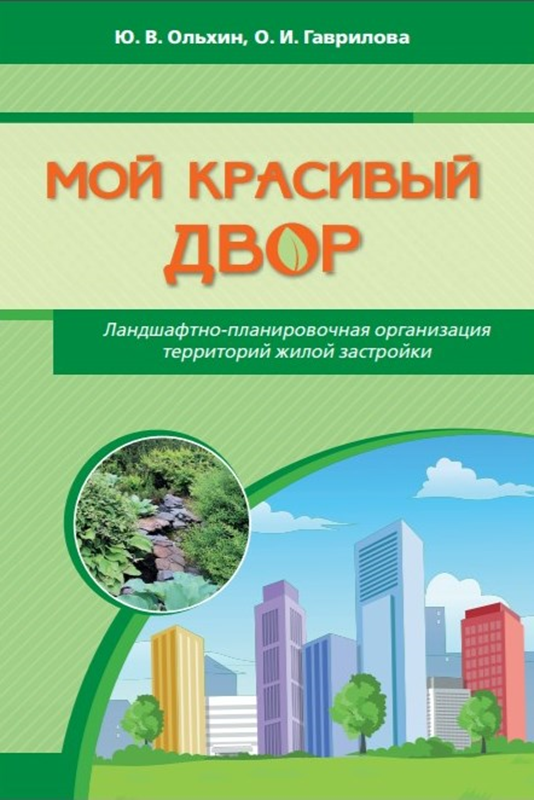 Ю. В. Ольхин, О. И. Гаврилова
МОЙ КРАСИВЫЙ
ДВОР
Ландшафтно-планировочная организация
территорий жилой застройки